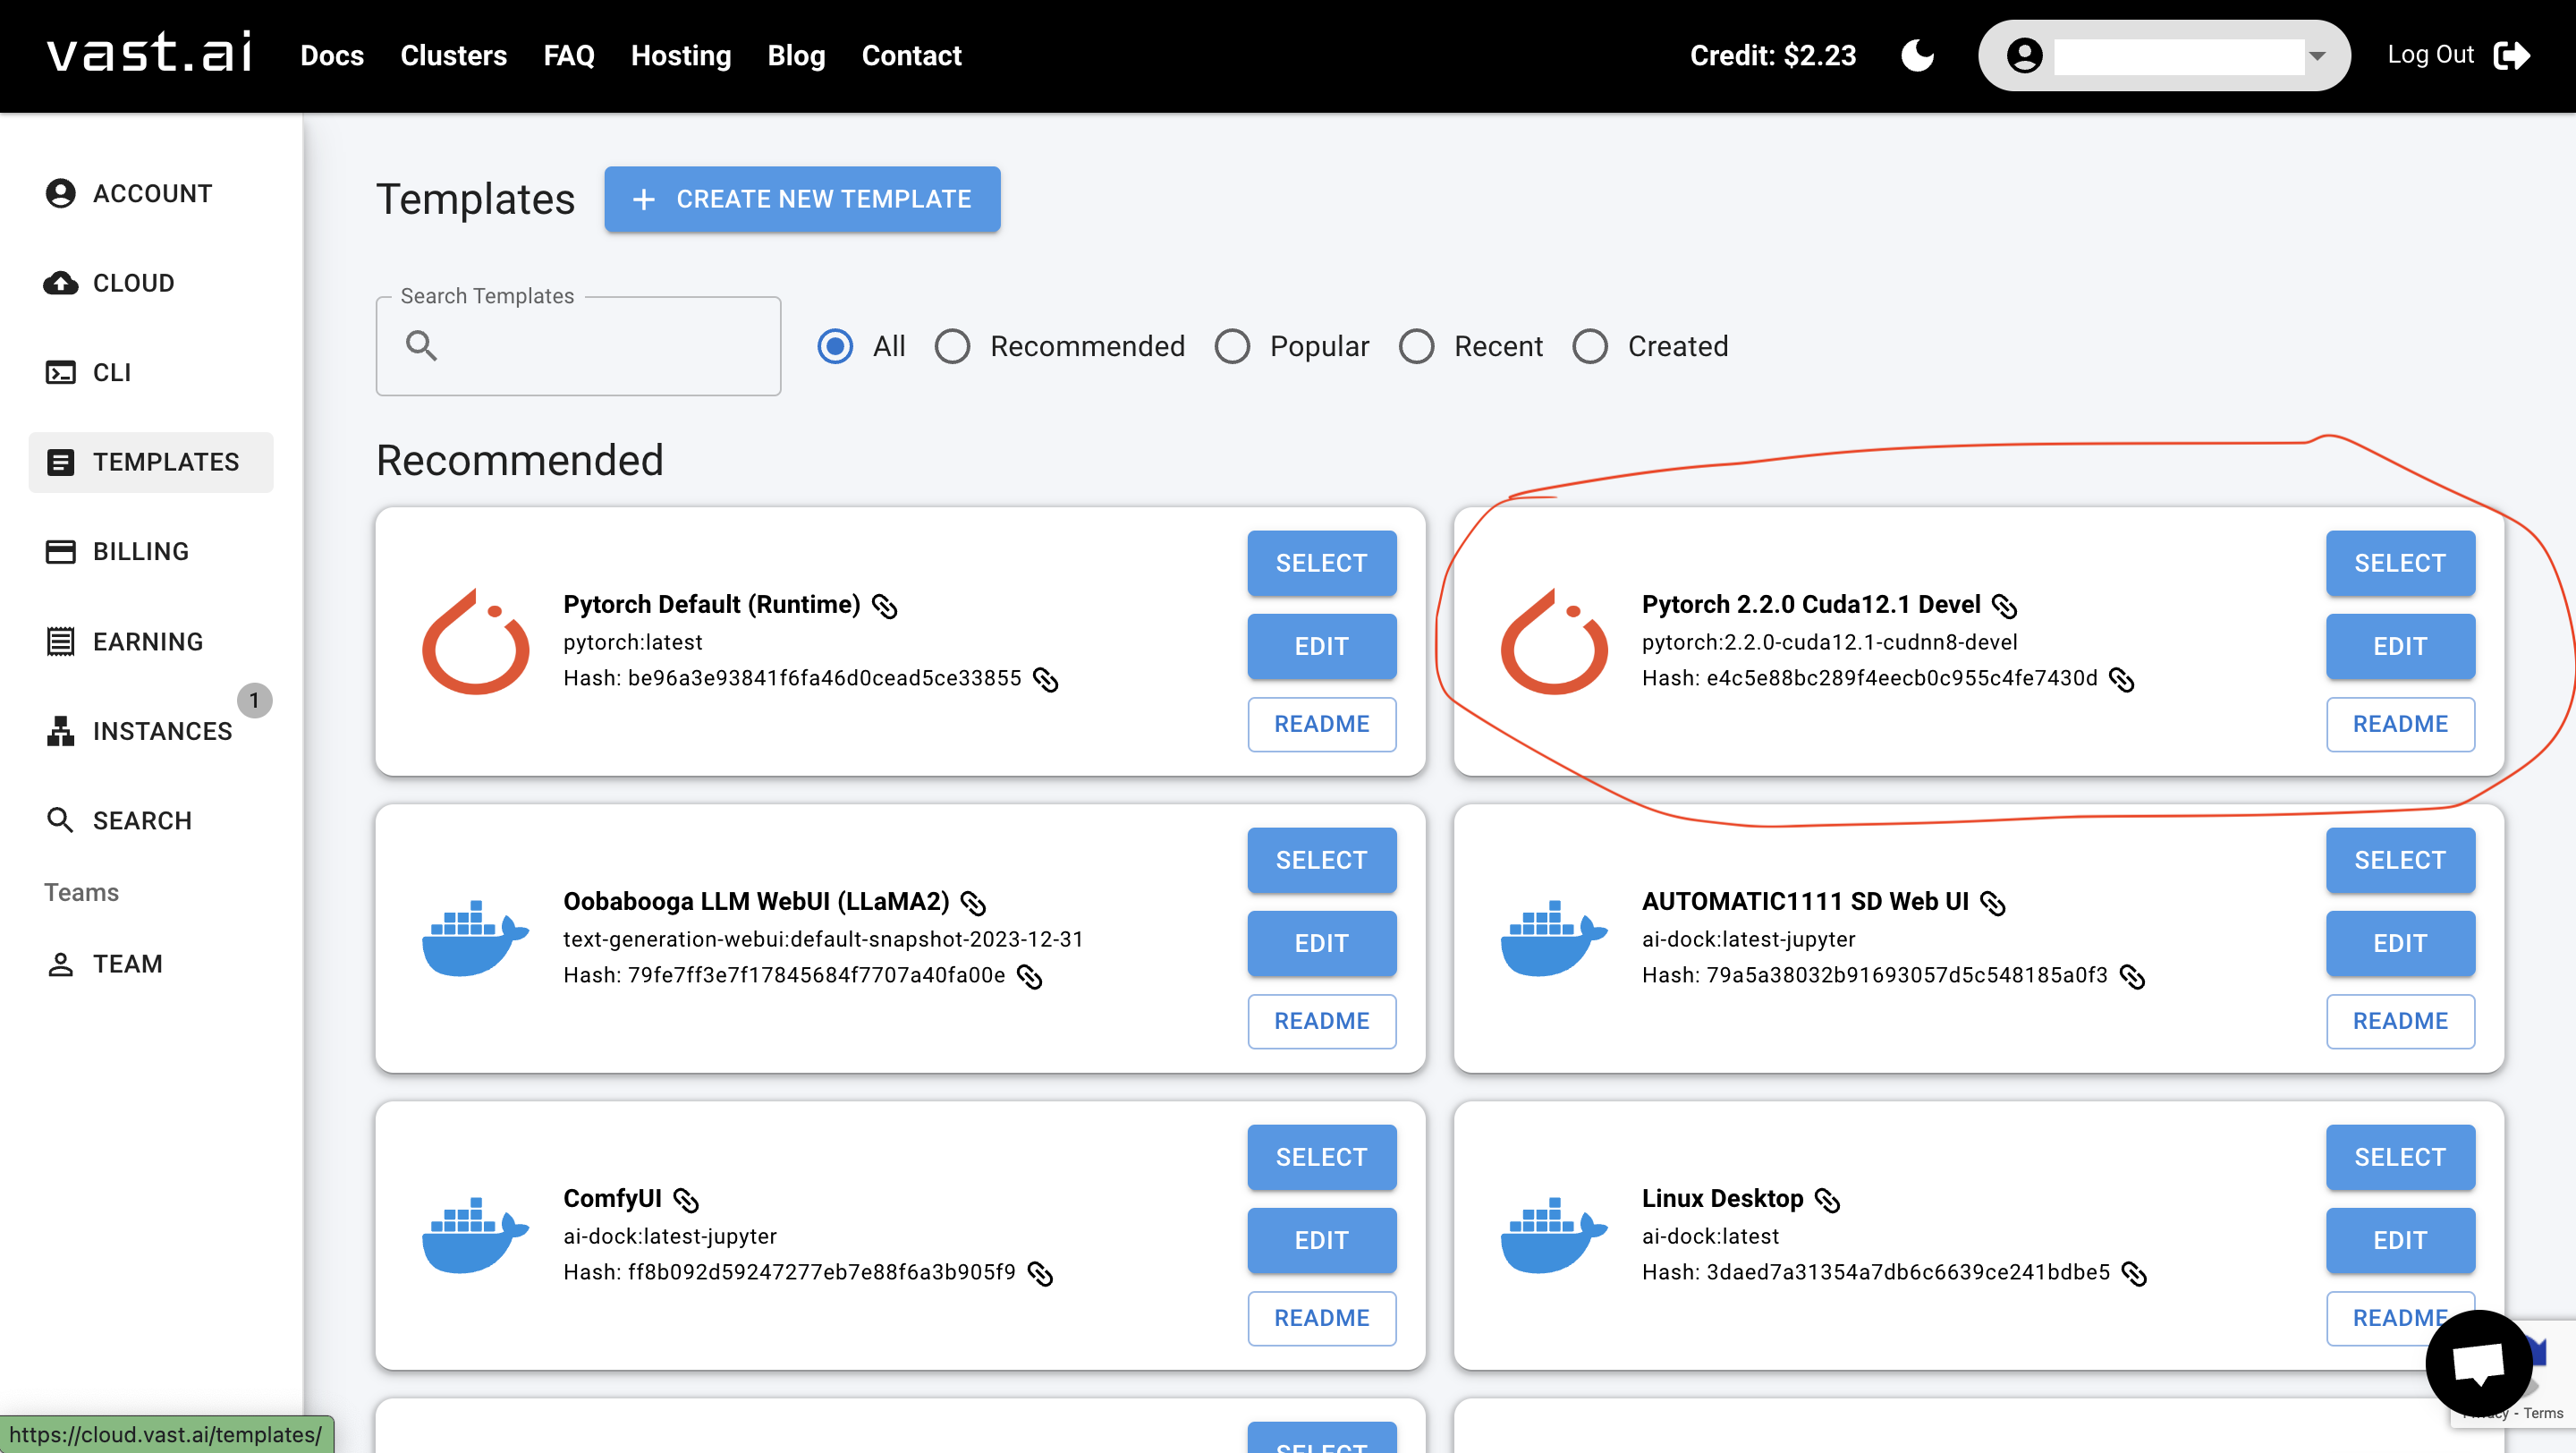 vast.ai Docs Clusters FAQ Hosting Blog Contact Credit: $2.23 Log Out
ACCOUNT
CLOUD
CLI
TEMPLATES
BILLING
EARNING
1
INSTANCES
SEARCH
Teams
TEAM
Templates
+ CREATE NEW TEMPLATE
Search Templates
All Recommended Popular Recent Created
Recommended
Pytorch Default (Runtime)
pytorch:latest
Hash: be96a3e93841f6fa46d0cead5ce33855
SELECT
EDIT
README
Pytorch 2.2.0 Cuda12.1 Devel
pytorch:2.2.0-cuda12.1-cudnn8-devel
Hash: e4c5e88bc289f4eecb0c955c4fe7430d
SELECT
EDIT
README
Oobabooga LLM WebUI (LLaMA2)
text-generation-webui:default-snapshot-2023-12-31
Hash: 79fe7ff3e7f17845684f7707a40fa00e
SELECT
EDIT
README
AUTOMATIC1111 SD Web UI
ai-dock:latest-jupyter
Hash: 79a5a38032b91693057d5c548185a0f3
SELECT
EDIT
README
ComfyUI
ai-dock:latest-jupyter
Hash: ff8b092d59247277eb7e88f6a3b905f9
SELECT
EDIT
README
Linux Desktop
ai-dock:latest
Hash: 3daed7a31354a7db6c6639ce241bdbe5
SELECT
EDIT
README
SELECT
- Terms
https://cloud.vast.ai/templates/